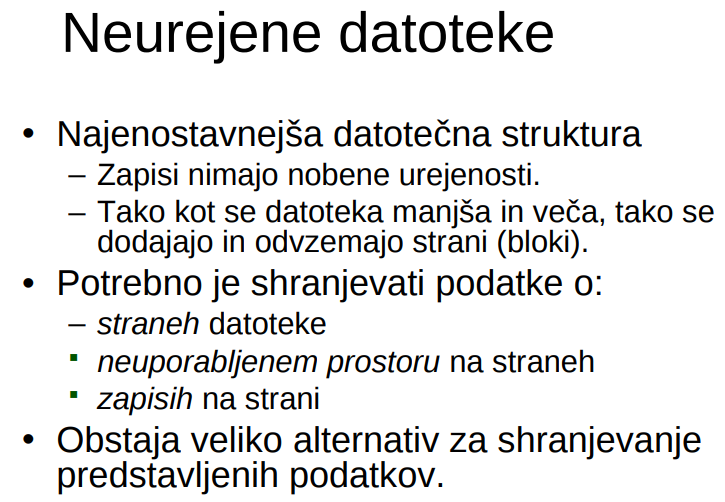 Neurejene datoteke
• Najenostavnejša datotečna struktura
– Zapisi nimajo nobene urejenosti.
– Tako kot se datoteka manjša in veča, tako se
dodajajo in odvzemajo strani (bloki).
• Potrebno je shranjevati podatke o:
– straneh datoteke
▪ neuporabljenem prostoru na straneh
▪ zapisih na strani
• Obstaja veliko alternativ za shranjevanje
predstavljenih podatkov.